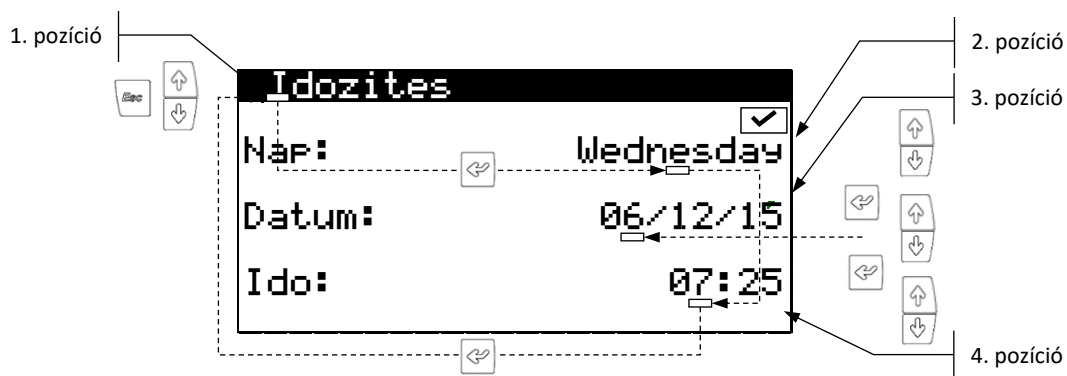 1. pozíció
2. pozíció
3. pozíció
Esc
Idozites
Nap: Wednesday
Datum: 06/12/15
Ido: 07:25
4. pozíció